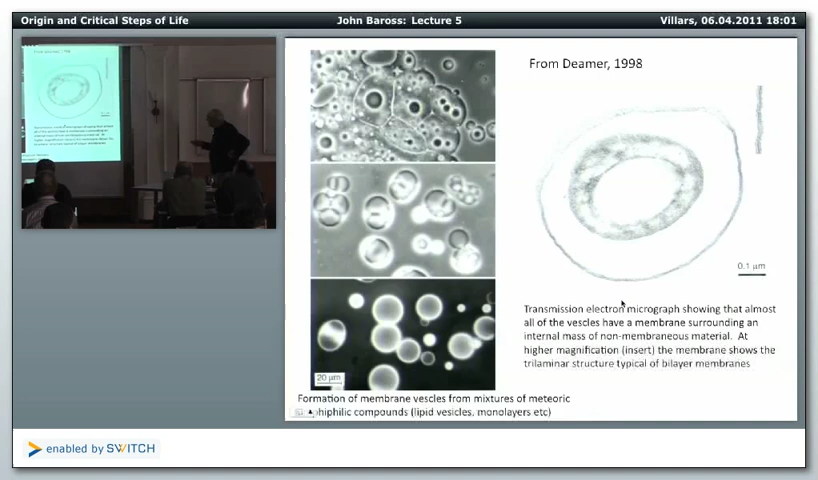 Origin and Critical Steps of Life
John Baross: Lecture 5
Villars, 06.04.2011 18:01
From Deamer, 1998
0.1 µm
20 µm
Transmission electron micrograph showing that almost
all of the vescles have a membrane surrounding an
internal mass of non-membraneous material. At
higher magnification (insert) the membrane shows the
trilaminar structure typical of bilayer membranes
Formation of membrane vescles from mixtures of meteoric
phiphilic compounds (lipid vesicles, monolayers etc)
enabled by SWITCH